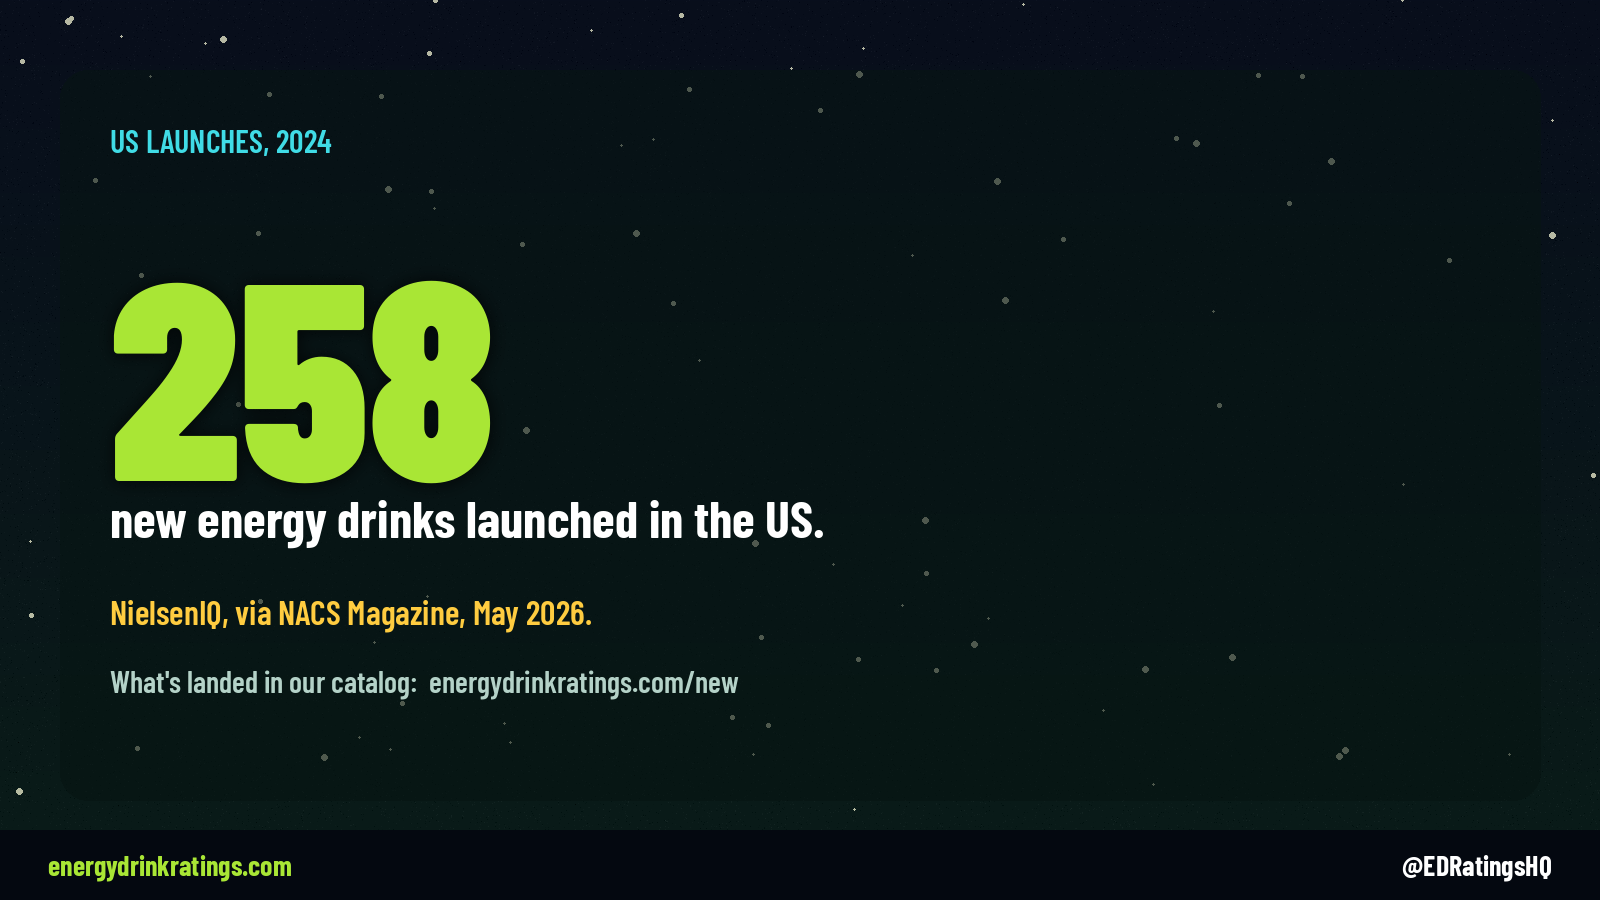 US LAUNCHES, 2024
258
new energy drinks launched in the US.
NielsenIQ, via NACS Magazine, May 2026.
What's landed in our catalog: energydrinkratings.com/new
energydrinkratings.com
@EDRatingsHQ